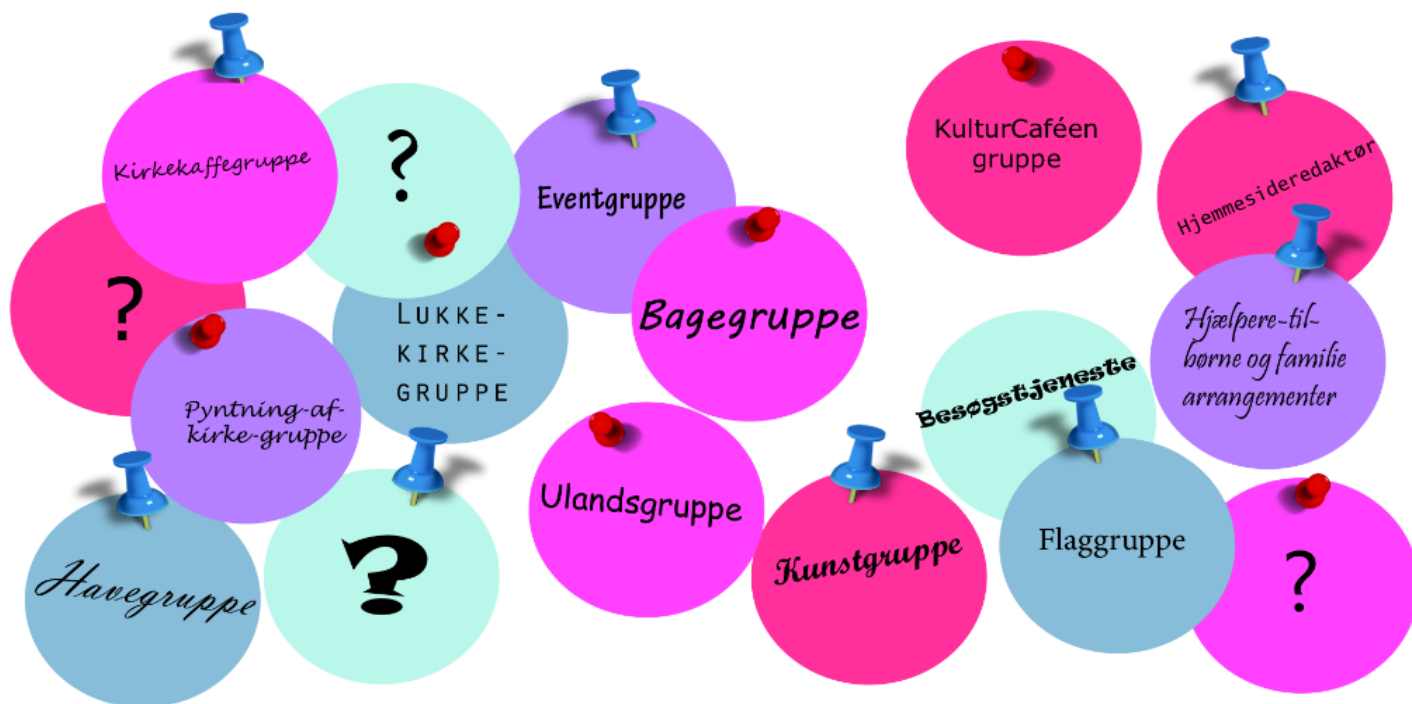 Kirkekaffegruppe
?
Eventgruppe
KulturCaféen
gruppe
Hjemmesideredaktør
?
LUKKE-
KIRKE-
GRUPPE
Bagegruppe
Pyntning-af-
kirke-gruppe
Besøgstjeneste
Hjælpere-til-
børne og familie
arrangementer
Havegruppe
?
Ulandsgruppe
Kunstgruppe
Flaggruppe
?